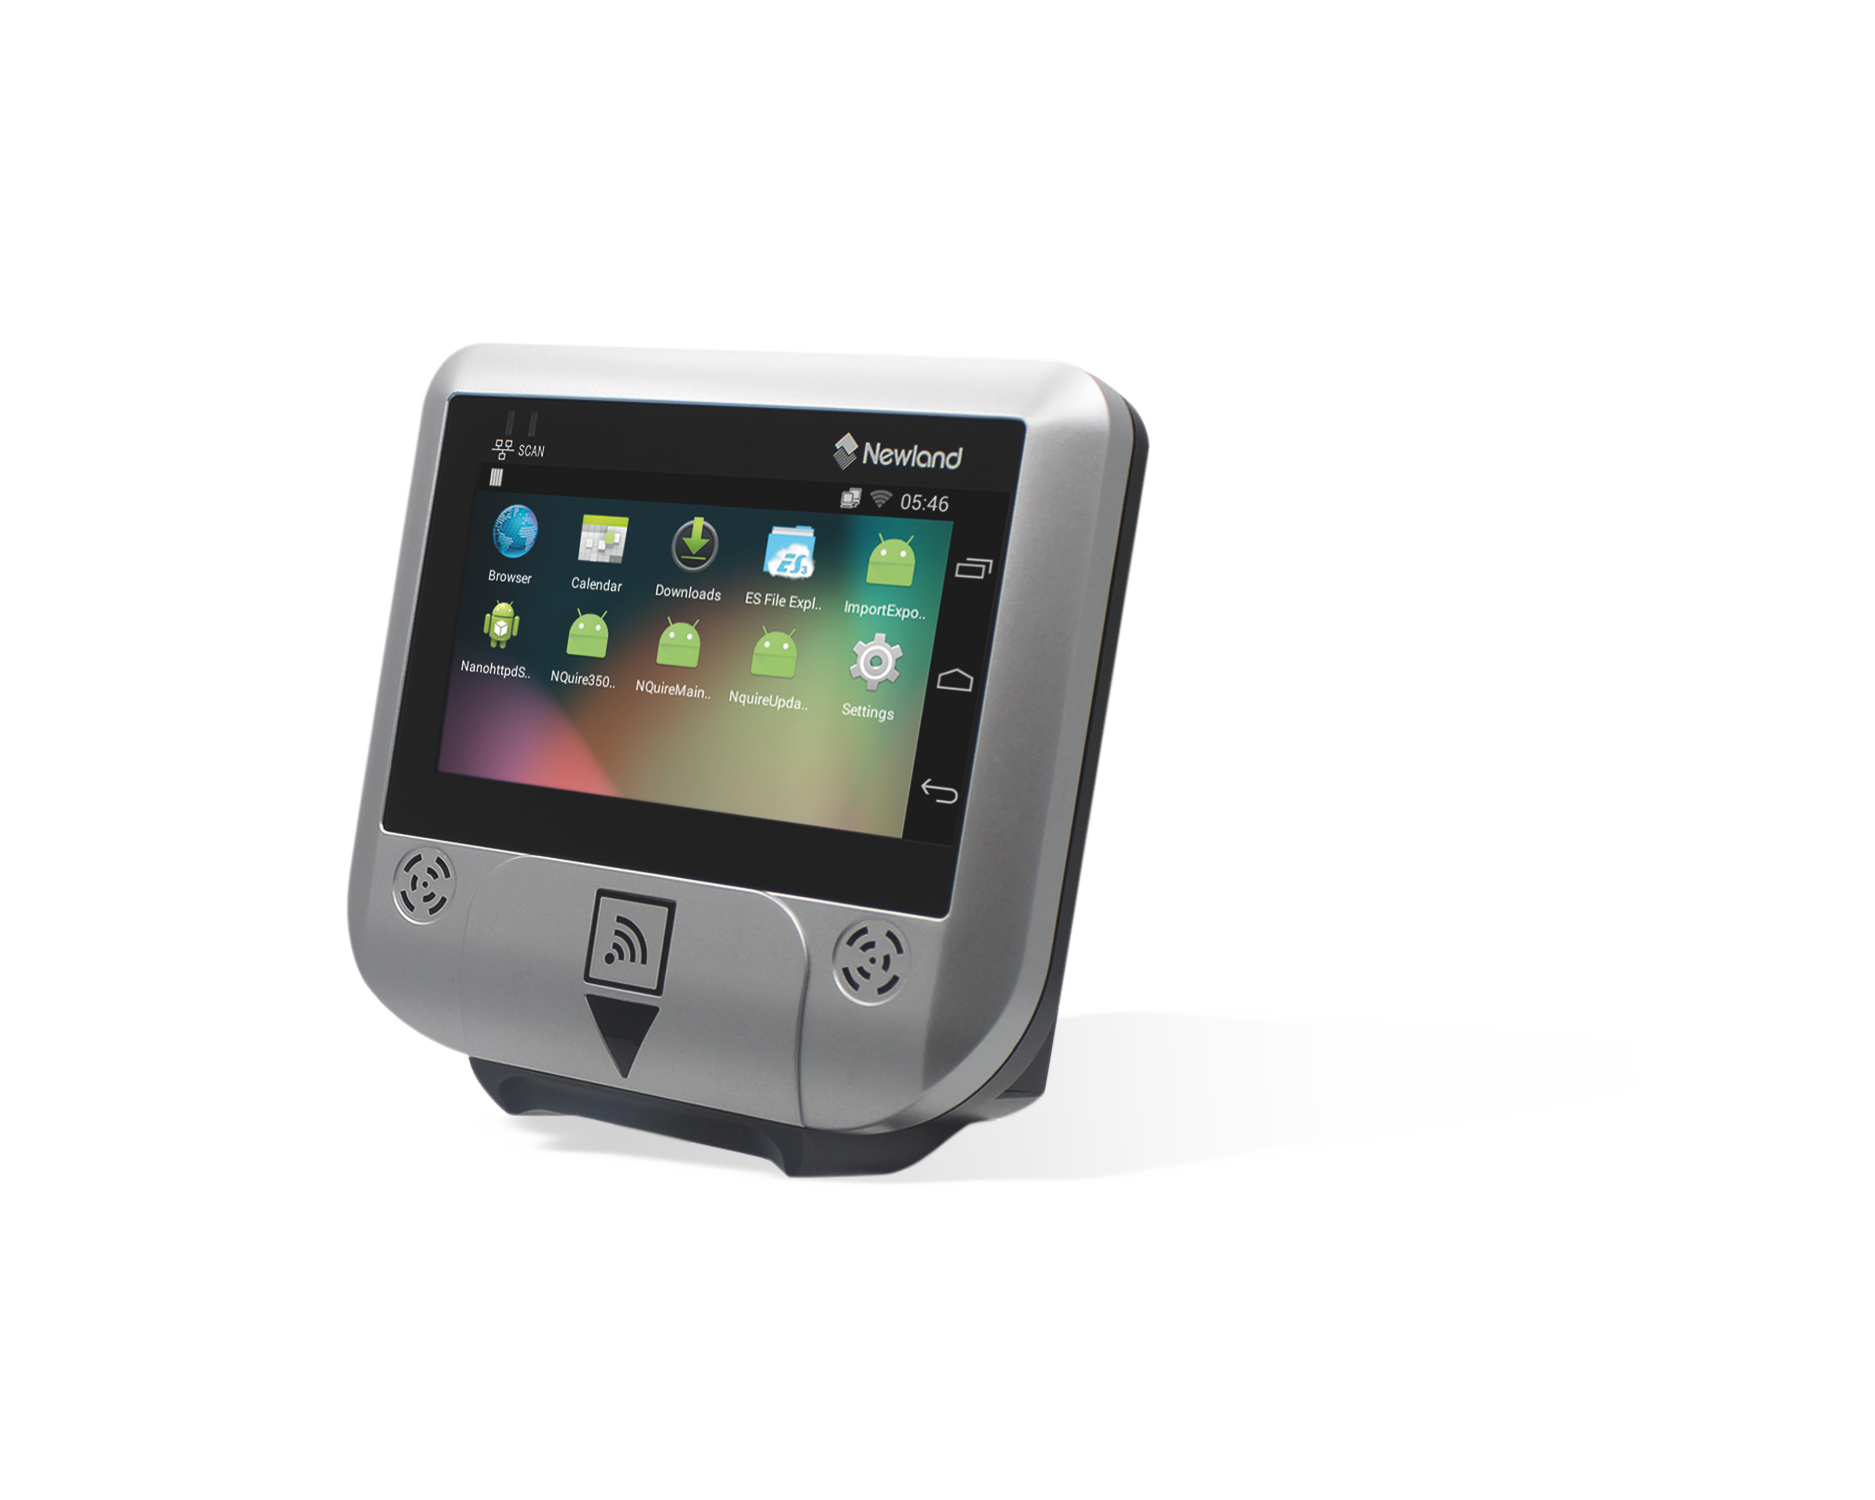 SCAN
Newland
05:46
Browser
Calendar
Downloads
ES File Expl..
ImportExpo..
NanohttpdS..
NQuire350..
NQuireMain..
NquireUpda..
Settings